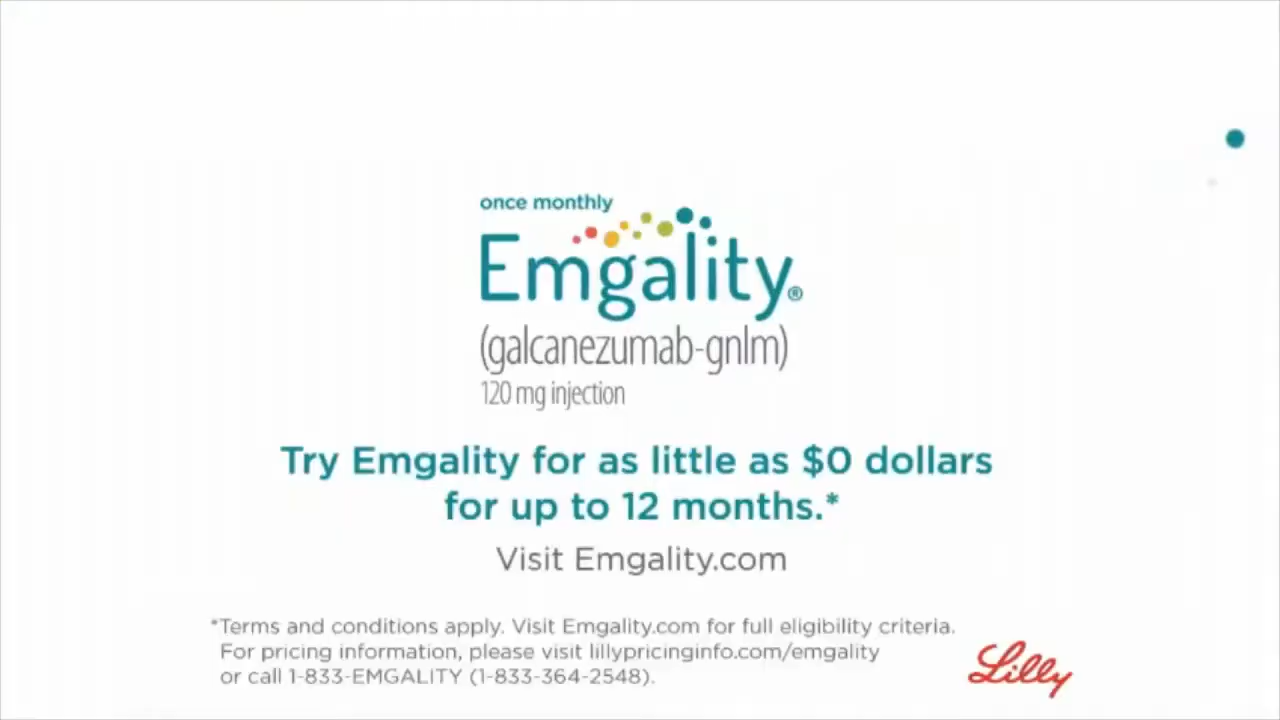 once monthly
Emgality®
(galcanezumab-gnlm)
120 mg injection
Try Emgality for as little as $0 dollars
for up to 12 months.*
Visit Emgality.com
*Terms and conditions apply. Visit Emgality.com for full eligibility criteria.
For pricing information, please visit lillypricinginfo.com/emgality
or call 1-833-EMGALITY (1-833-364-2548).
Lilly